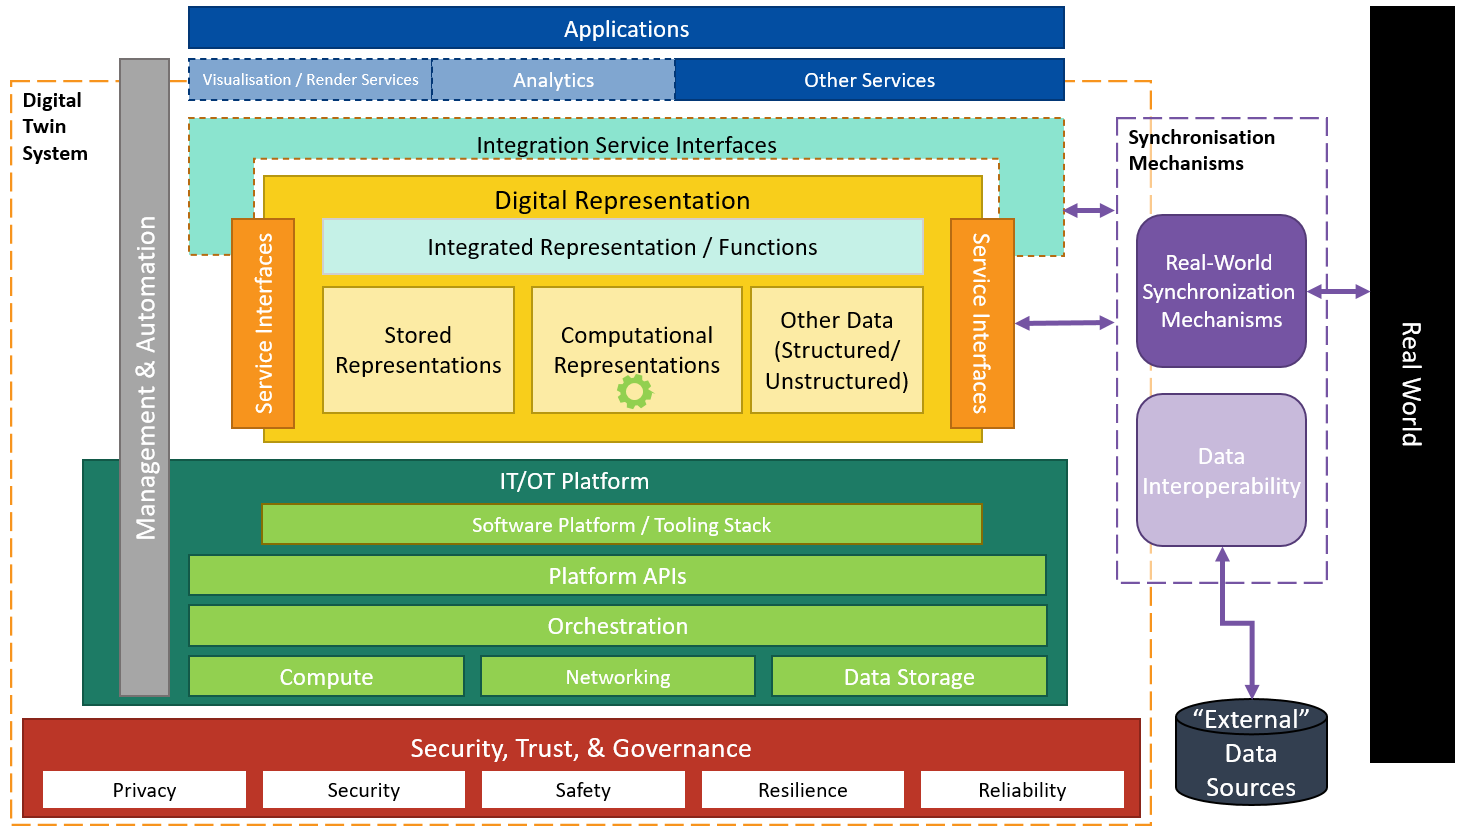 Applications
Visualisation / Render Services
Analytics
Other Services
Digital
Twin
System
Integration Service Interfaces
Synchronisation
Mechanisms
Digital Representation
Integrated Representation / Functions
Service Interfaces
Service Interfaces
Management & Automation
Stored
Representations
Computational
Representations
Other Data
(Structured/
Unstructured)
Real-World
Synchronization
Mechanisms
Real World
Data
Interoperability
IT/OT Platform
Software Platform / Tooling Stack
Platform APIs
Orchestration
Compute
Networking
Data Storage
“External”
Data
Sources
Security, Trust, & Governance
Privacy
Security
Safety
Resilience
Reliability